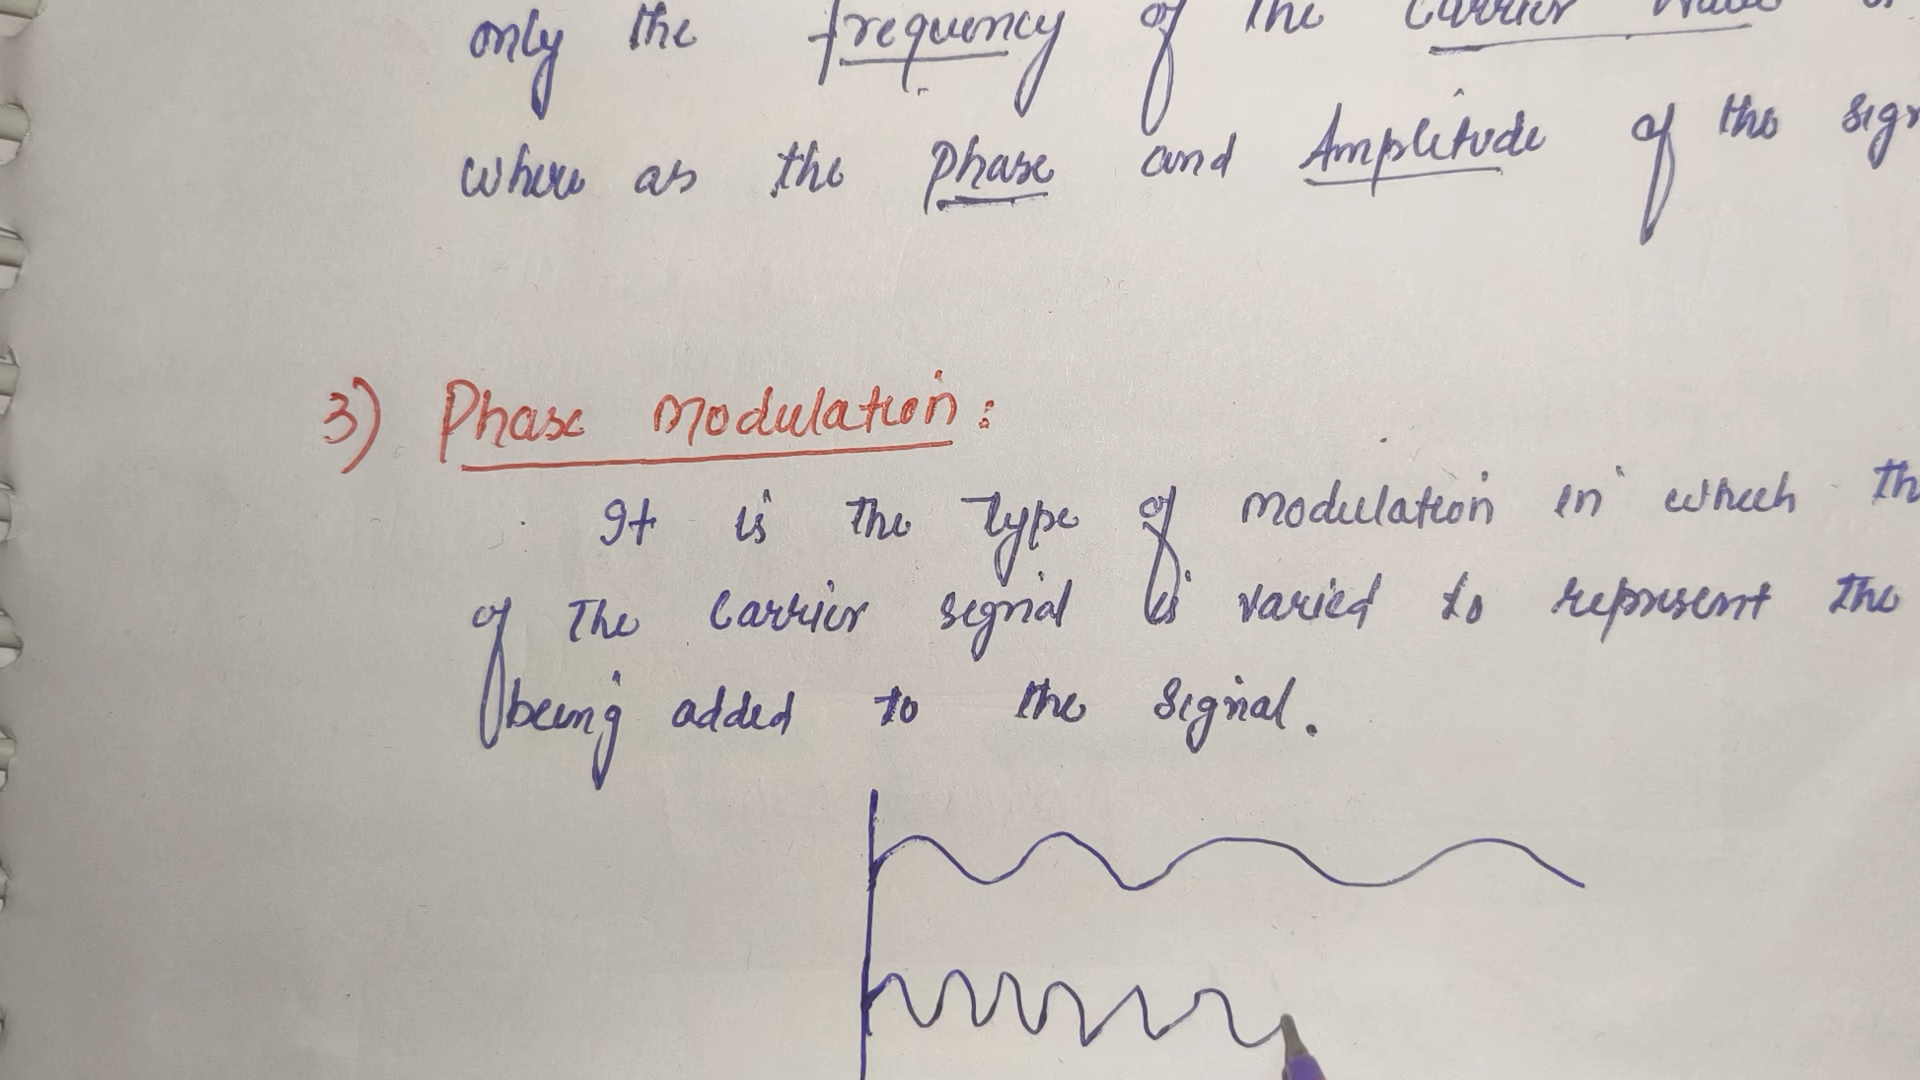 only the frequency of the Carrier wave
where as the Phase and Amplitude of the
3) Phase Modulation:
It is the type of modulation in which
of the Carrier signal is varied to represent the
being added to the signal.